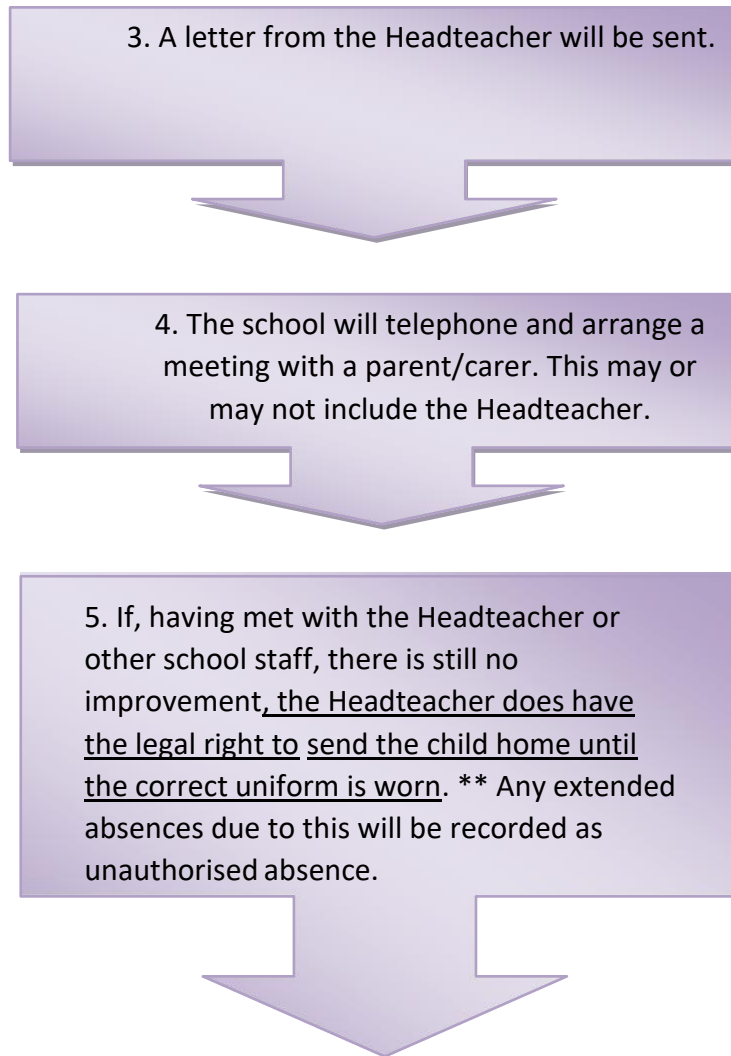 3. A letter from the Headteacher will be sent.
4. The school will telephone and arrange a
meeting with a parent/carer. This may or
may not include the Headteacher.
5. If, having met with the Headteacher or
other school staff, there is still no
improvement, the Headteacher does have
the legal right to send the child home until
the correct uniform is worn. ** Any extended
absences due to this will be recorded as
unauthorised absence.